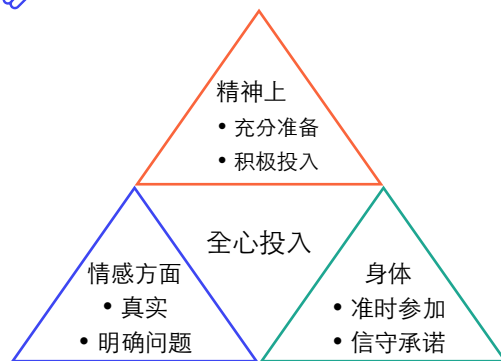 精神上
• 充分准备
• 积极投入
全心投入
情感方面
• 真实
• 明确问题
身体
• 准时参加
• 信守承诺